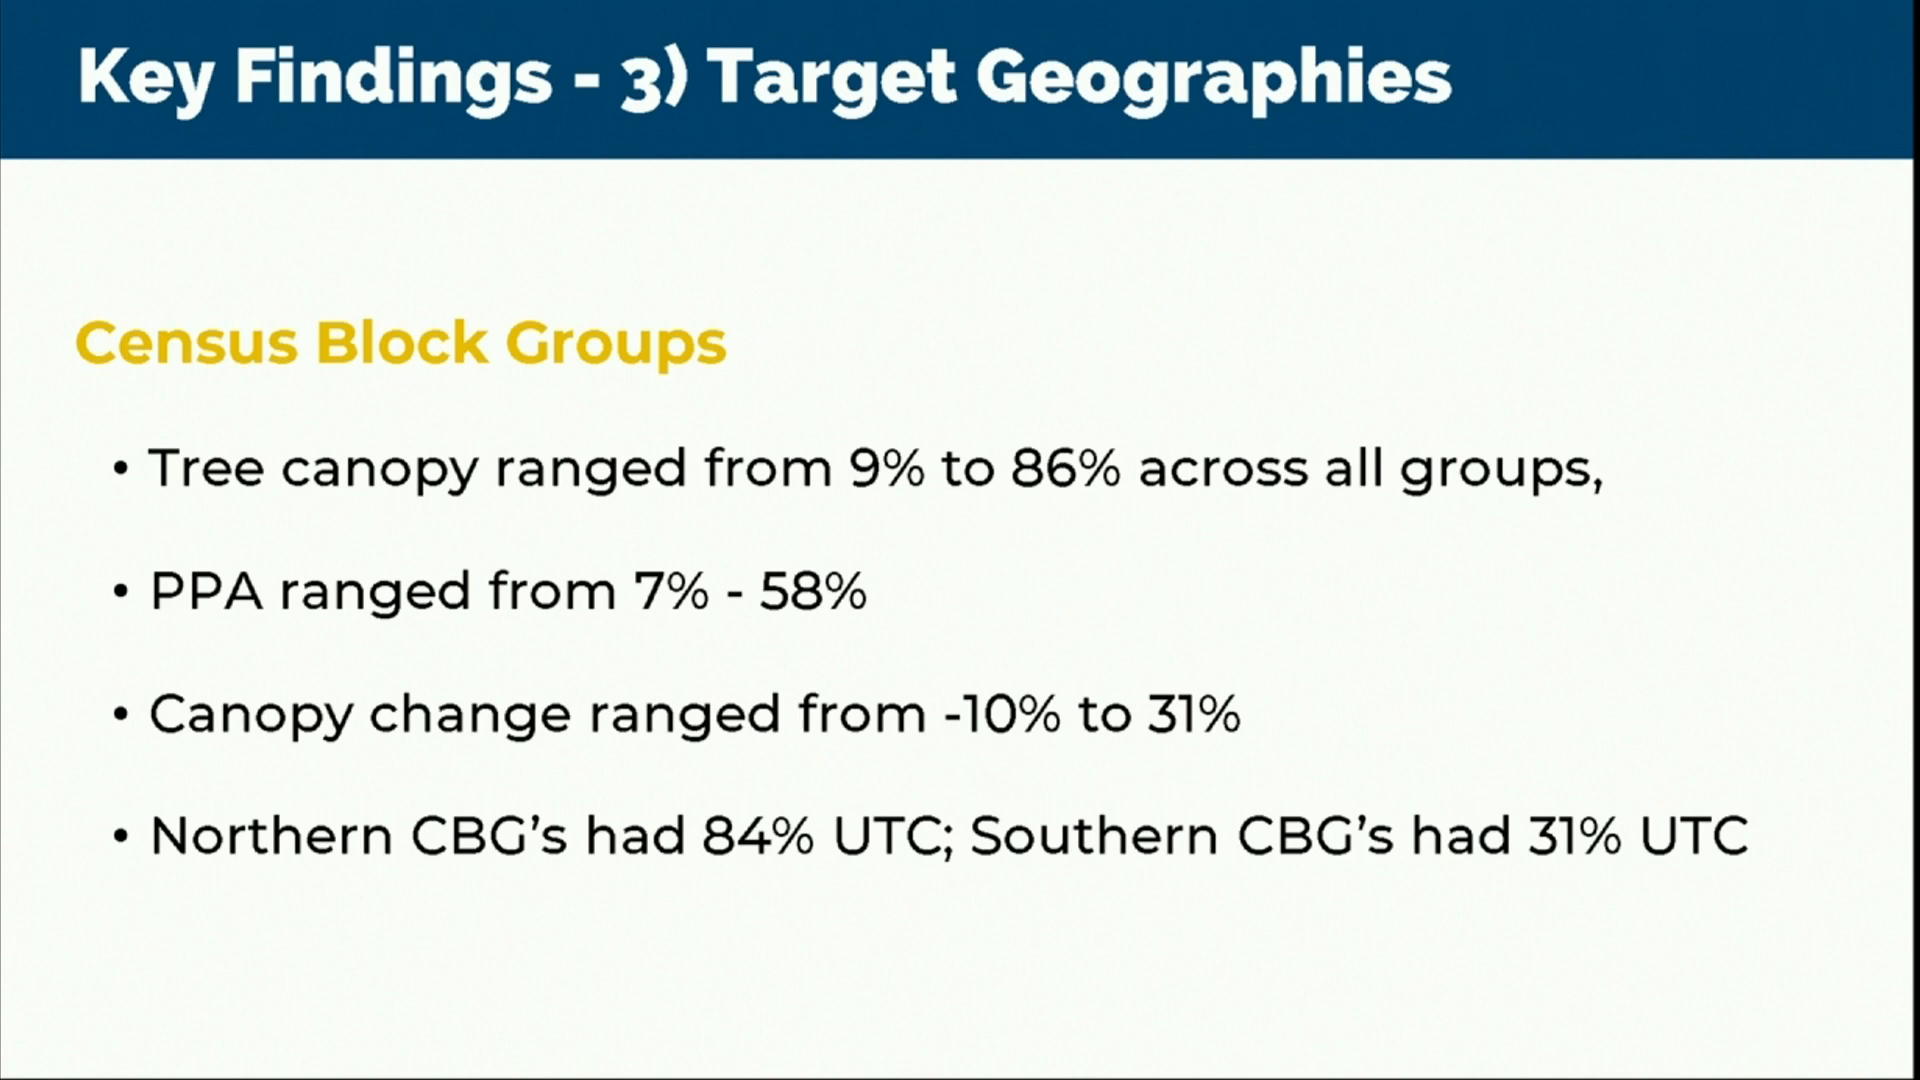 Key Findings - 3) Target Geographies
Census Block Groups
• Tree canopy ranged from 9% to 86% across all groups,
• PPA ranged from 7% - 58%
• Canopy change ranged from -10% to 31%
• Northern CBG’s had 84% UTC; Southern CBG’s had 31% UTC